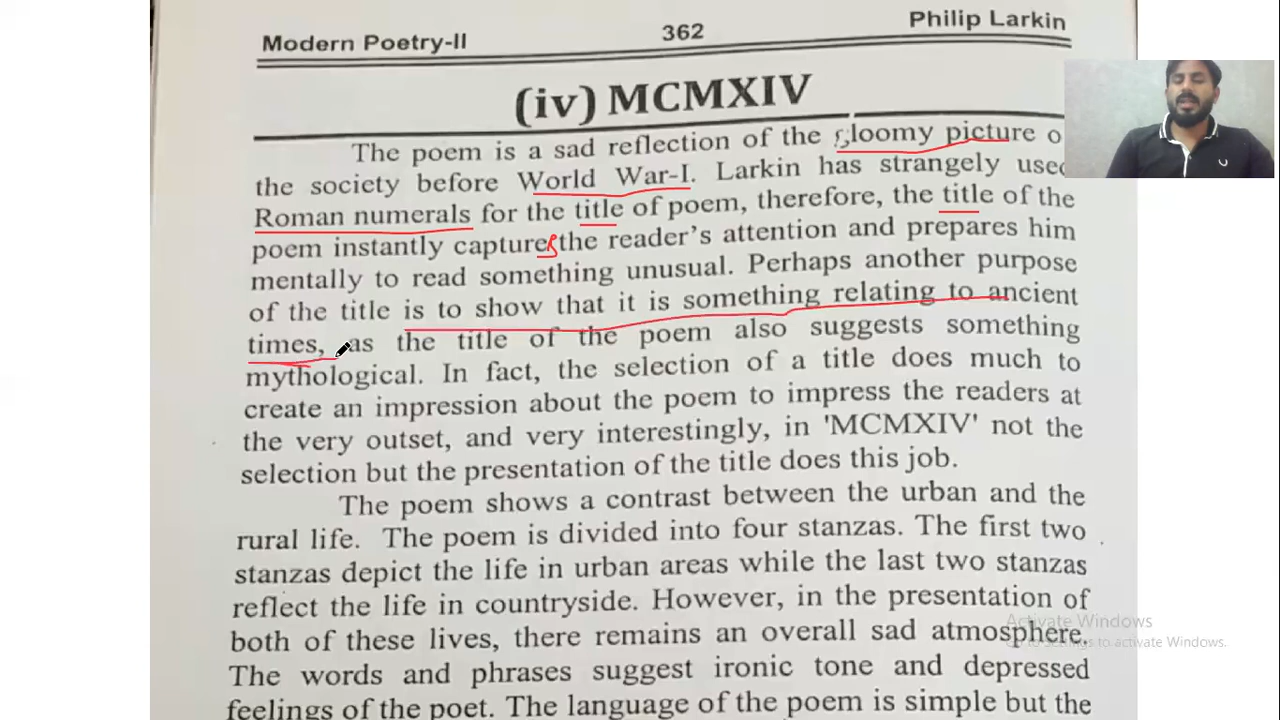 Modern Poetry-II 362 Philip Larkin
(iv) MCMXIV
The poem is a sad reflection of the gloomy picture o
the society before World War-I. Larkin has strangely used
Roman numerals for the title of poem, therefore, the title of the
poem instantly captures the reader's attention and prepares him
mentally to read something unusual. Perhaps another purpose
of the title is to show that it is something relating to ancient
times, as the title of the poem also suggests something
mythological. In fact, the selection of a title does much to
create an impression about the poem to impress the readers at
the very outset, and very interestingly, in 'MCMXIV' not the
selection but the presentation of the title does this job.
The poem shows a contrast between the urban and the
rural life. The poem is divided into four stanzas. The first two
stanzas depict the life in urban areas while the last two stanzas
reflect the life in countryside. However, in the presentation of
both of these lives, there remains an overall sad atmosphere.
The words and phrases suggest ironic tone and depressed
feelings of the poet. The language of the poem is simple but the
Activate Windows
Go to Settings to activate Windows.